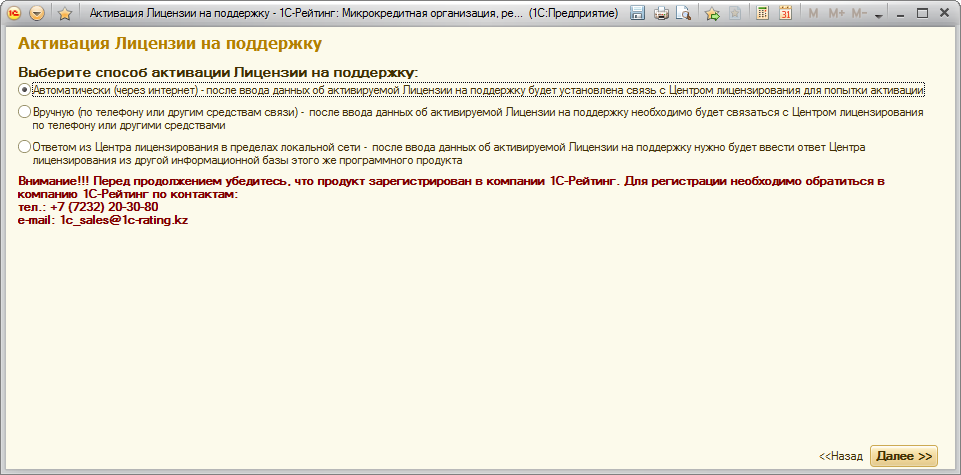 Активация Лицензии на поддержку - 1С-Рейтинг: Микрокредитная организация, ре... (1С:Предприятие)
M M+ M-
Активация Лицензии на поддержку
Выберите способ активации Лицензии на поддержку:
Автоматически (через интернет) - после ввода данных об активируемой Лицензии на поддержку будет установлена связь с Центром лицензирования для попытки активации
Вручную (по телефону или другим средствам связи) - после ввода данных об активируемой Лицензии на поддержку необходимо будет связаться с Центром лицензирования
по телефону или другими средствами
Ответом из Центра лицензирования в пределах локальной сети - после ввода данных об активируемой Лицензии на поддержку нужно будет ввести ответ Центра
лицензирования из другой информационной базы этого же программного продукта
Внимание!!! Перед продолжением убедитесь, что продукт зарегистрирован в компании 1С-Рейтинг. Для регистрации необходимо обратиться в
компанию 1С-Рейтинг по контактам:
тел.: +7 (7232) 20-30-80
e-mail: 1c_sales@1c-rating.kz
<<Назад Далее >>